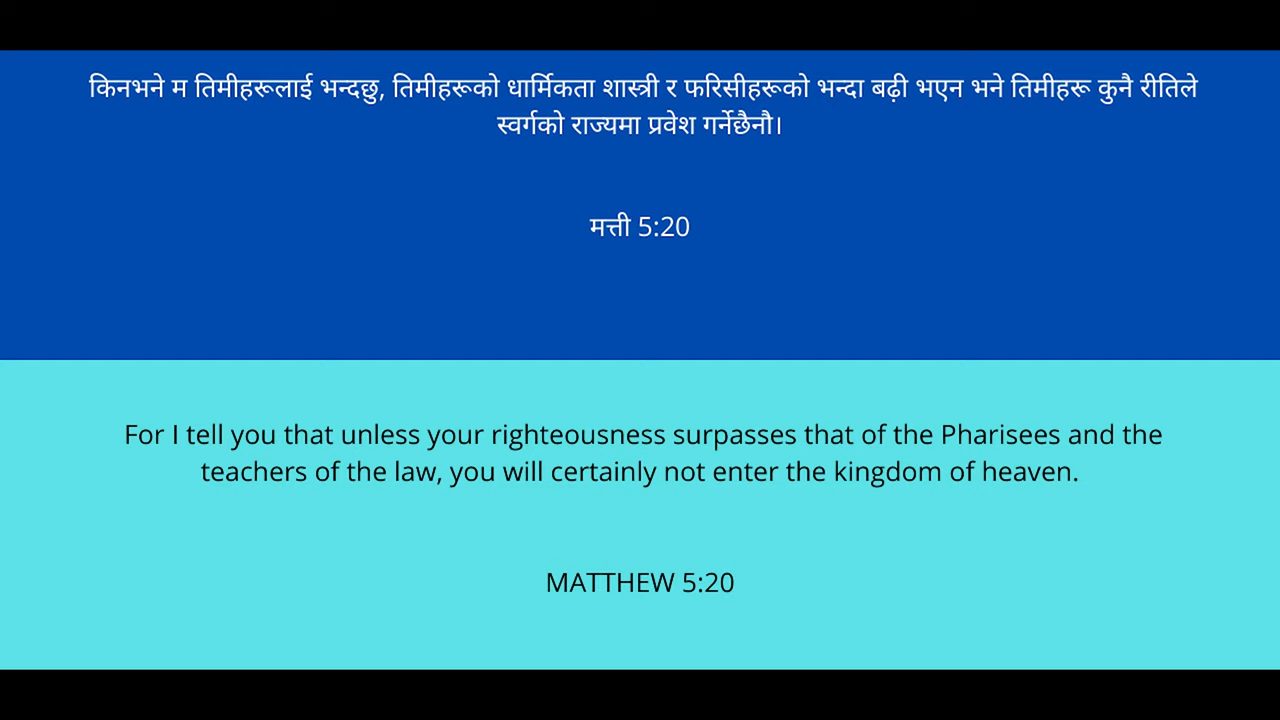 किनभने म तिमीहरूलाई भन्दछु, तिमीहरूको धार्मिकता शास्त्री र फरिसीहरूको भन्दा बढ़ी भएन भने तिमीहरू कुनै रीतिले
स्वर्गको राज्यमा प्रवेश गर्नेछैनौ।
मत्ती 5:20
For I tell you that unless your righteousness surpasses that of the Pharisees and the
teachers of the law, you will certainly not enter the kingdom of heaven.
MATTHEW 5:20